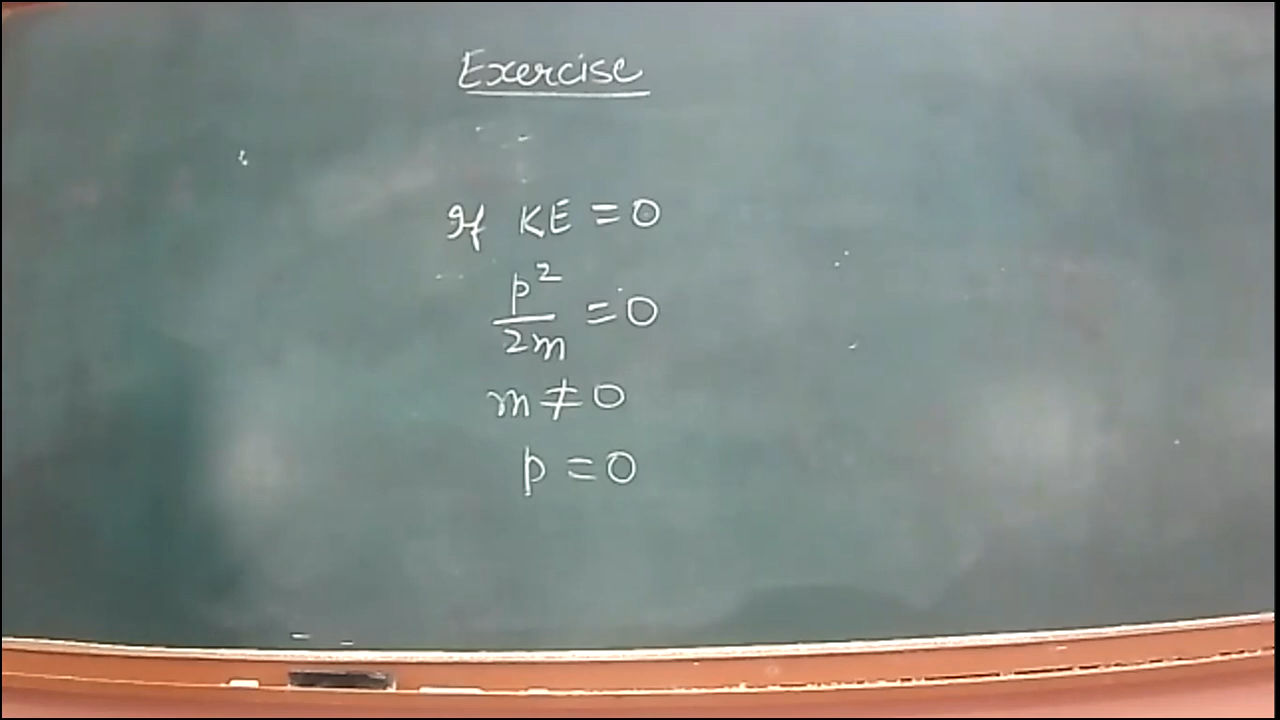 Exercise
If KE = 0
p²/2m = 0
m ≠ 0
p = 0